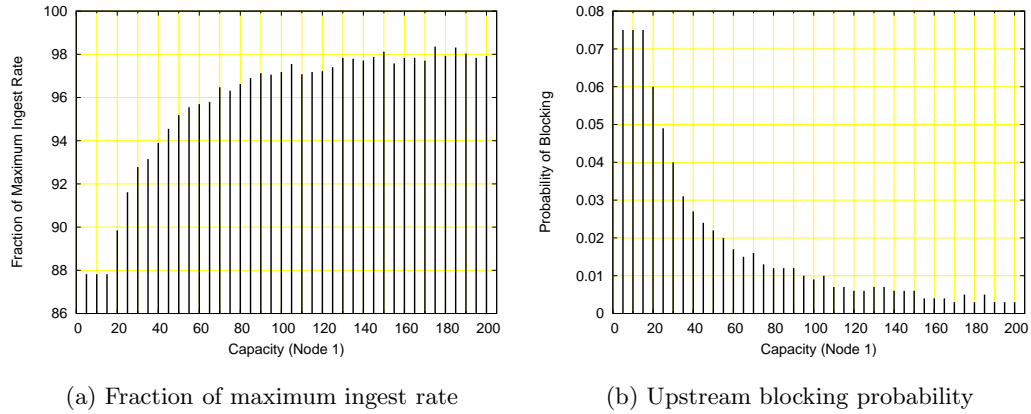 100
98
96
94
92
90
88
86
Fraction of Maximum Ingest Rate
0 20 40 60 80 100 120 140 160 180 200
Capacity (Node 1)
(a) Fraction of maximum ingest rate
0.08
0.07
0.06
0.05
0.04
0.03
0.02
0.01
0
Probability of Blocking
0 20 40 60 80 100 120 140 160 180 200
Capacity (Node 1)
(b) Upstream blocking probability